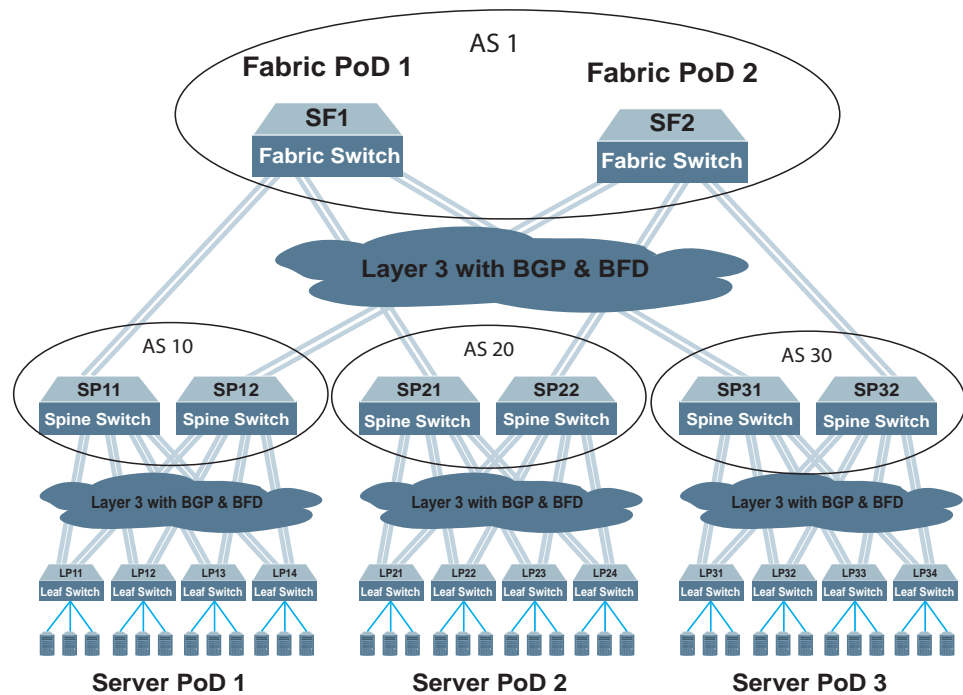 AS 1
Fabric PoD 1
Fabric PoD 2
SF1
SF2
Fabric Switch
Fabric Switch
Layer 3 with BGP & BFD
AS 10
AS 20
AS 30
SP11
SP12
SP21
SP22
SP31
SP32
Spine Switch
Spine Switch
Spine Switch
Spine Switch
Spine Switch
Spine Switch
Layer 3 with BGP & BFD
Layer 3 with BGP & BFD
Layer 3 with BGP & BFD
LP11
LP12
LP13
LP14
LP21
LP22
LP23
LP24
LP31
LP32
LP33
LP34
Leaf Switch
Leaf Switch
Leaf Switch
Leaf Switch
Leaf Switch
Leaf Switch
Leaf Switch
Leaf Switch
Leaf Switch
Leaf Switch
Leaf Switch
Leaf Switch
Server PoD 1
Server PoD 2
Server PoD 3